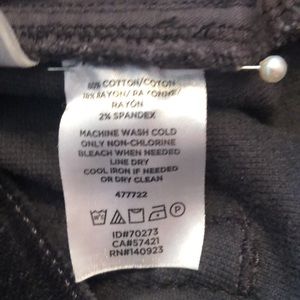 80% COTTON/COTON
18% RAYON/ RAYONNE/
RAYON
2% SPANDEX
MACHINE WASH COLD
ONLY NON-CHLORINE
BLEACH WHEN NEEDED
LINE DRY
COOL IRON IF NEEDED
OR DRY CLEAN
477722
ID#70273
CA#57421
RN#140923